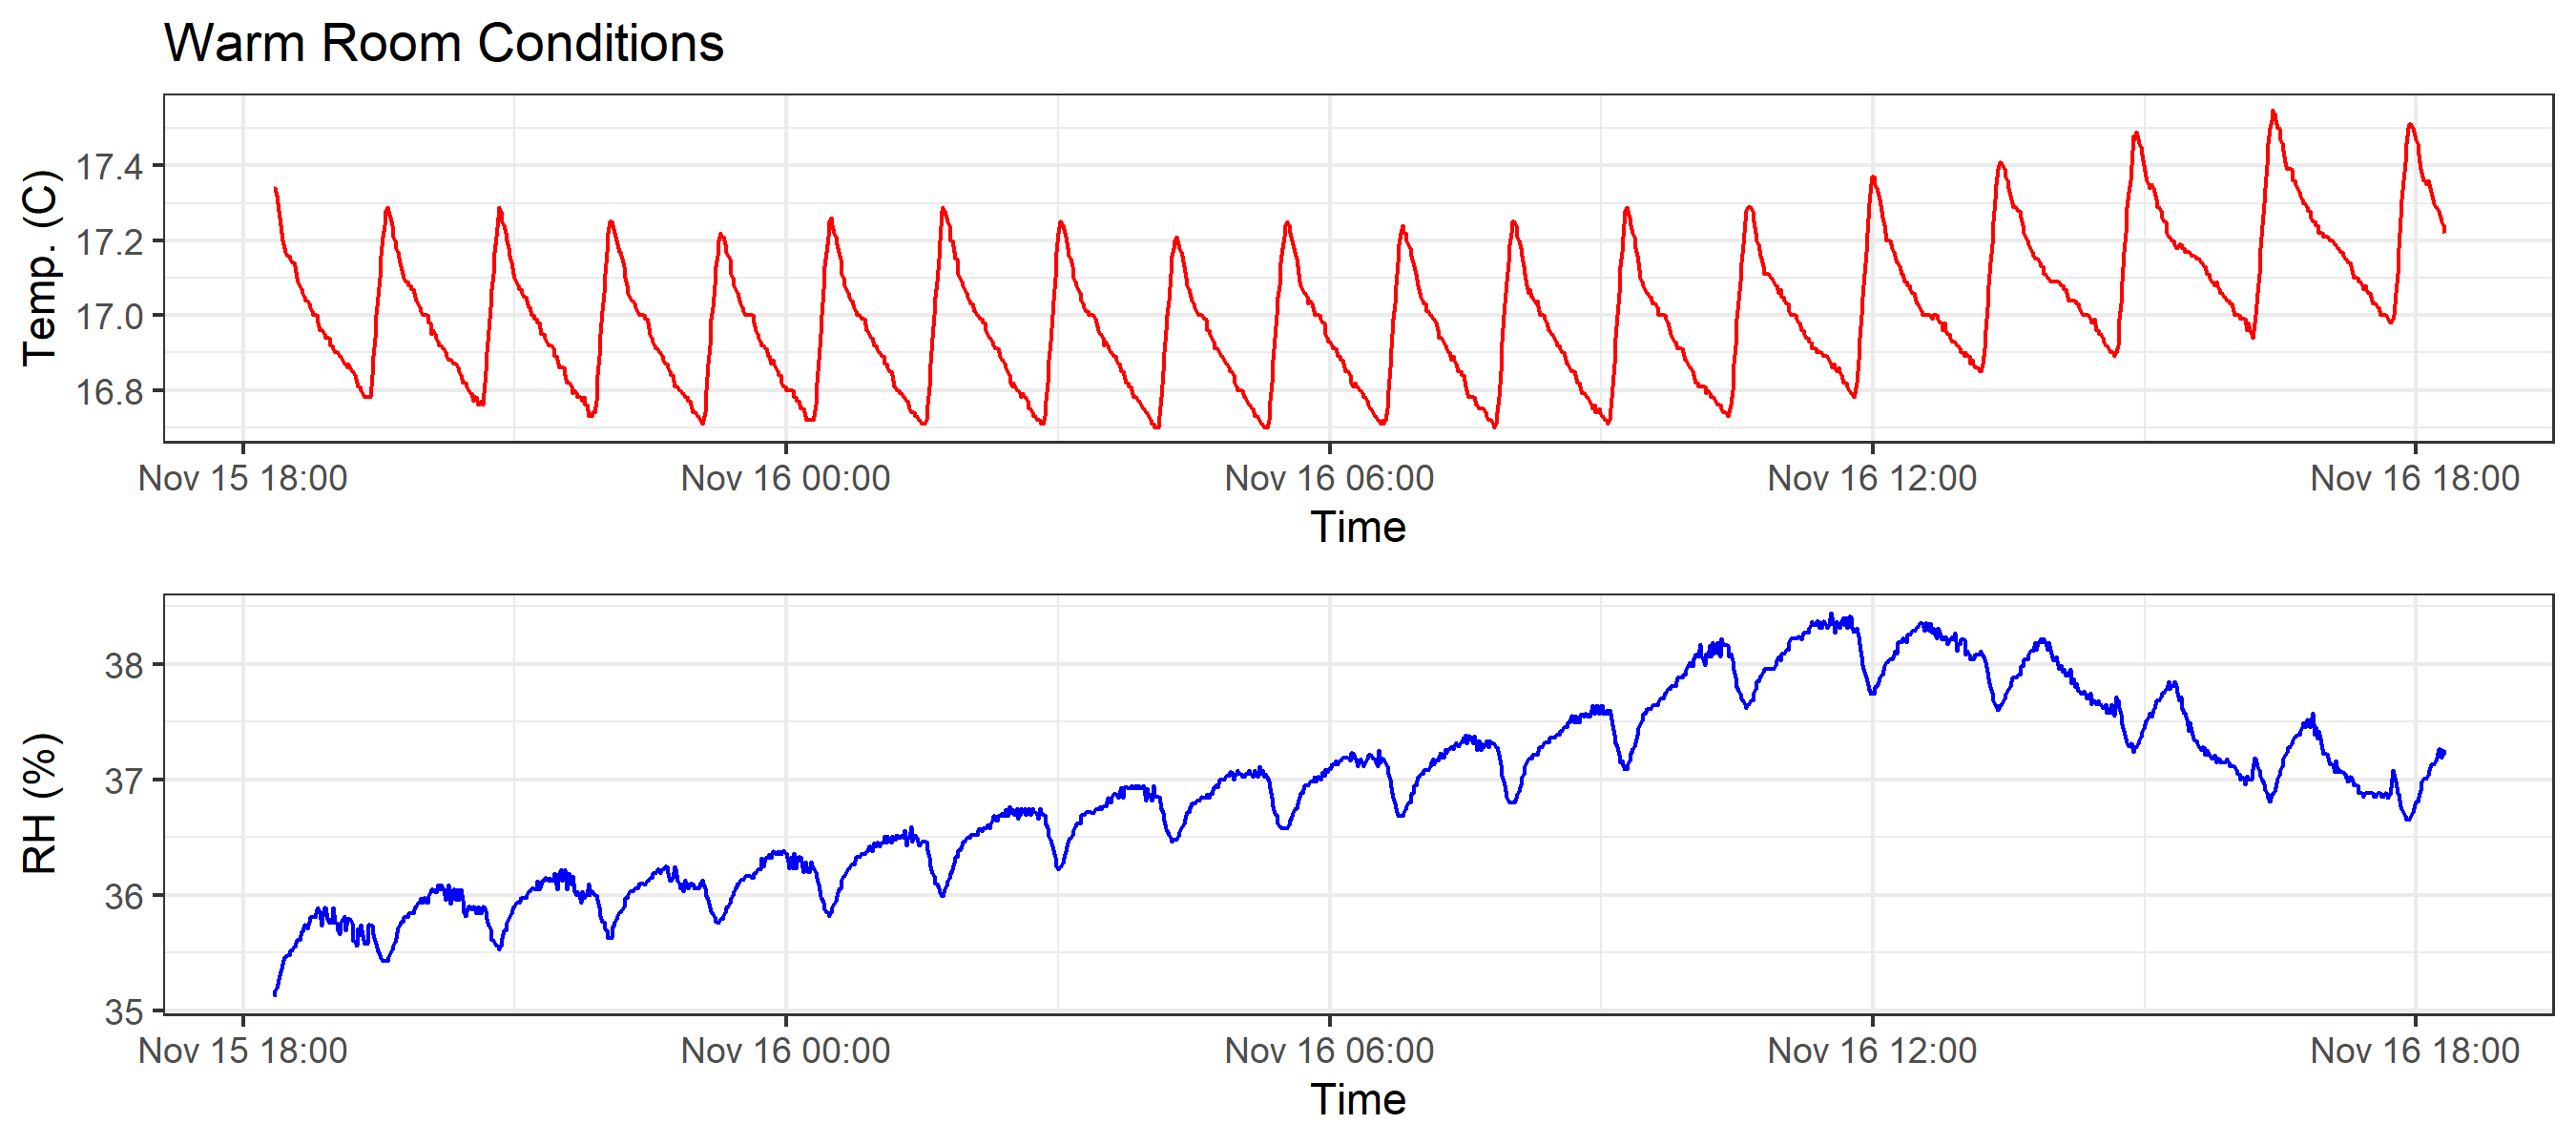 Warm Room Conditions
Temp. (C)
17.4
17.2
17.0
16.8
Nov 15 18:00 Nov 16 00:00 Nov 16 06:00 Nov 16 12:00 Nov 16 18:00
Time
RH (%)
38
37
36
35
Nov 15 18:00 Nov 16 00:00 Nov 16 06:00 Nov 16 12:00 Nov 16 18:00
Time